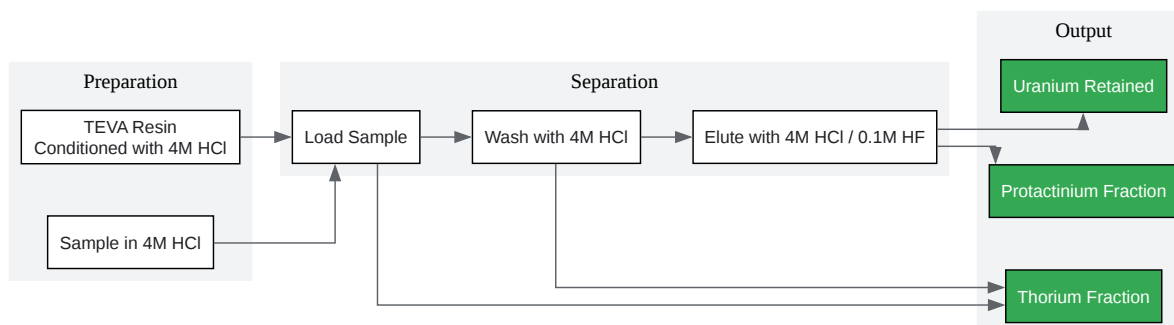 Preparation
TEVA Resin
Conditioned with 4M HCl
Sample in 4M HCl
Separation
Load Sample
Wash with 4M HCl
Elute with 4M HCl / 0.1M HF
Output
Uranium Retained
Protactinium Fraction
Thorium Fraction